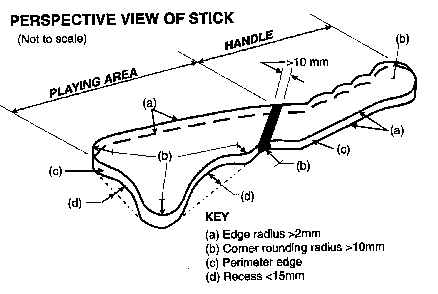 PERSPECTIVE VIEW OF STICK
(Not to scale)
HANDLE
(b)
>10 mm
PLAYING AREA
(a)
(a)
(b)
(c)
(b)
(c)
(d)
(d)
KEY
(a) Edge radius >2mm
(b) Corner rounding radius >10mm
(c) Perimeter edge
(d) Recess <15mm